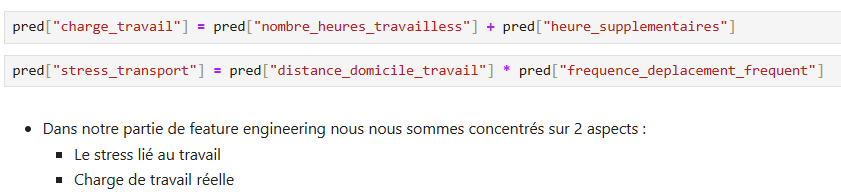 pred["charge_travail"] = pred["nombre_heures_travailless"] + pred["heure_supplementaires"]
pred["stress_transport"] = pred["distance_domicile_travail"] * pred["frequence_deplacement_frequent"]
• Dans notre partie de feature engineering nous nous sommes concentrés sur 2 aspects :
▪ Le stress lié au travail
▪ Charge de travail réelle